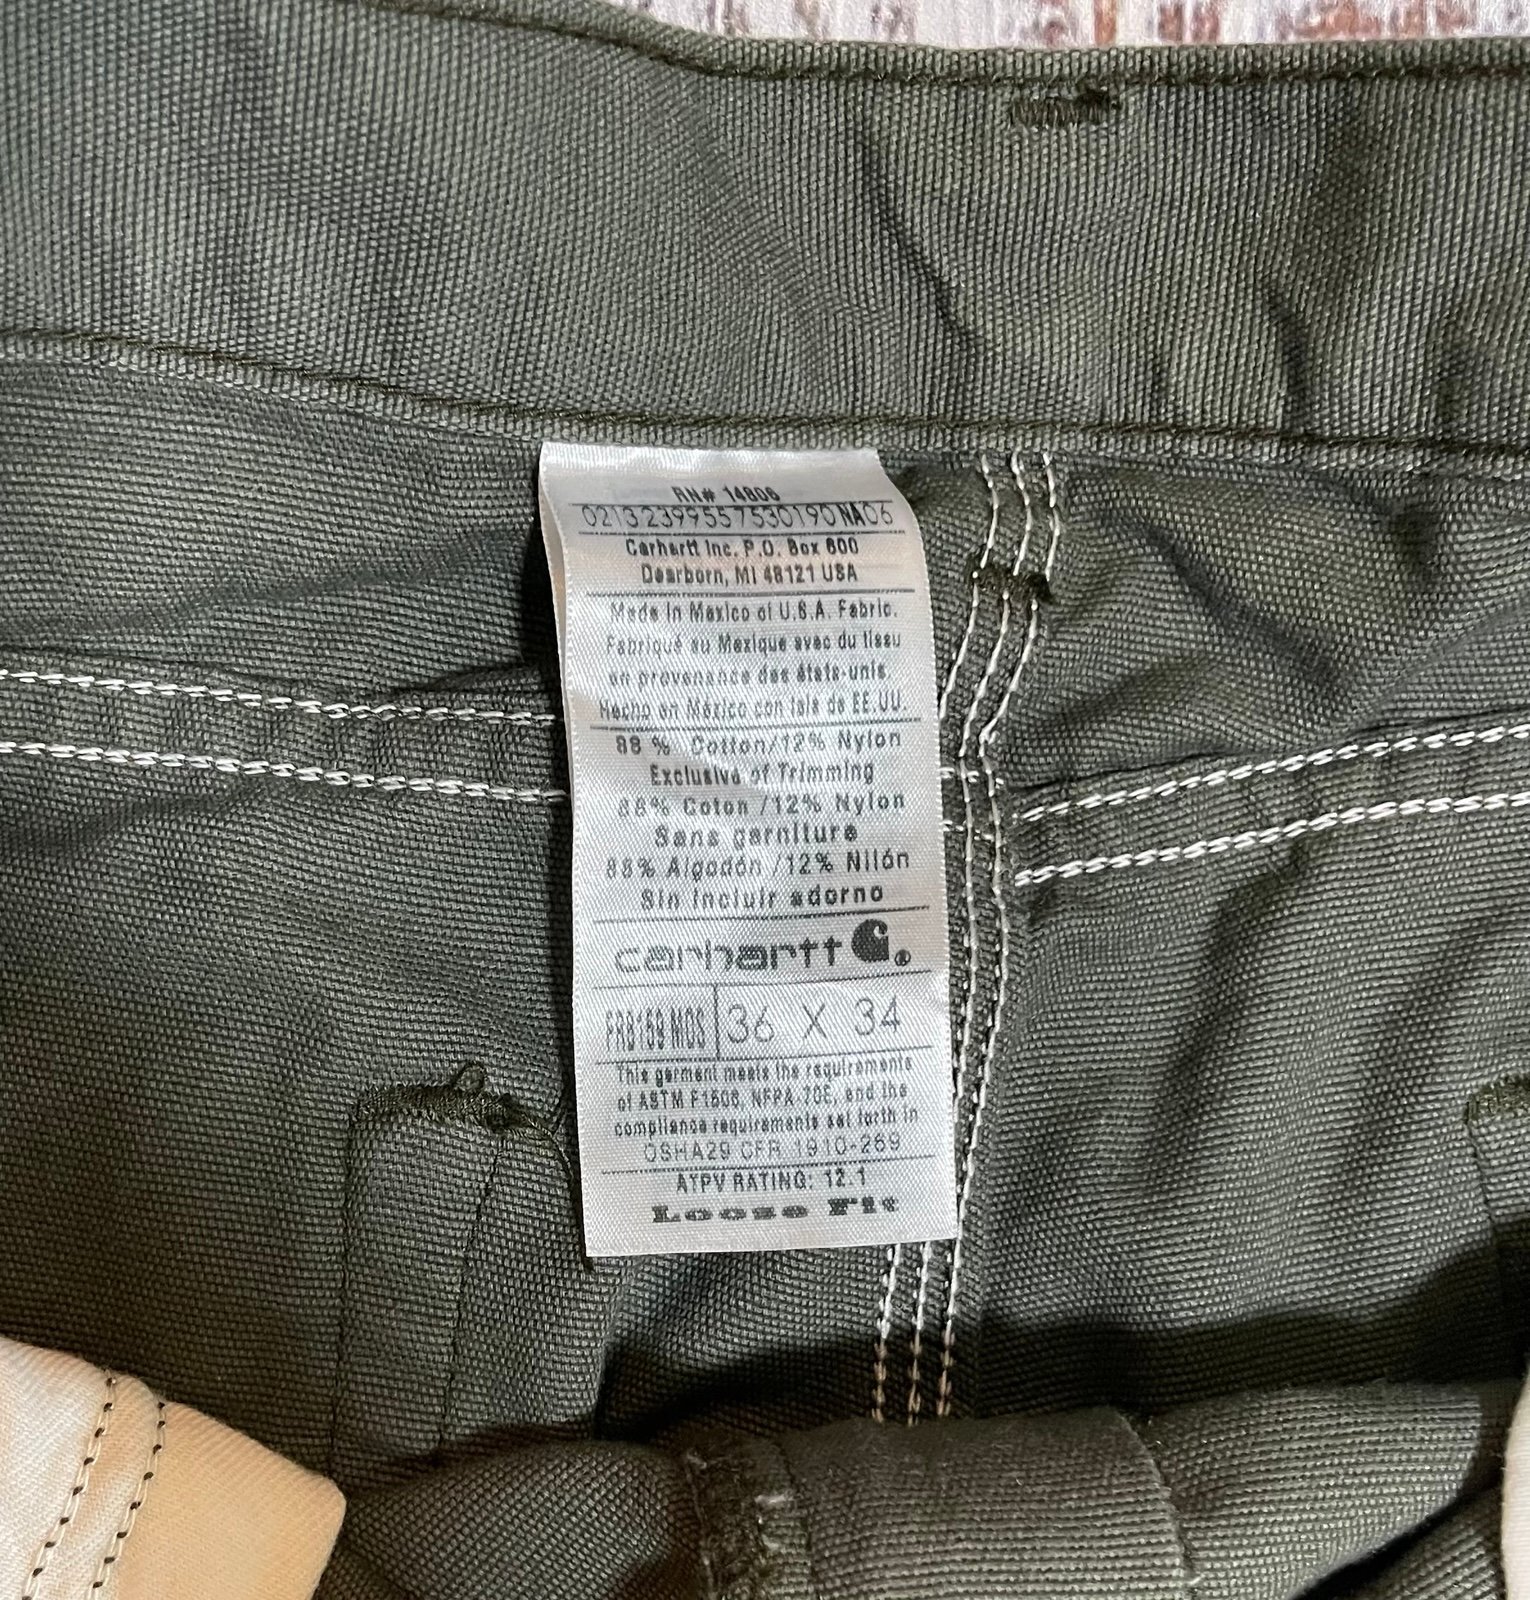 RN# 14806
0213239955 7530190 NA06
Carhartt Inc. P.O. Box 600
Dearborn, MI 48121 USA
Made in Mexico of U.S.A. Fabric.
Fabriqué au Mexique avec du tissu
en provenance des états-unis
Hecho en México con tela de EE.UU.
88 % Cotton/12% Nylon
Exclusive of Trimming
88% Coton /12% Nylon
Sans garniture
88% Algodón /12% Nilón
Sin incluir adorno
carhartt ®
FRB159 MOS 36 X 34
This garment meets the requirements
of ASTM F1506, NFPA 70E, and the
compliance requirements set forth in
OSHA29 CFR 1910-269
ATPV RATING: 12.1
Loose Fit